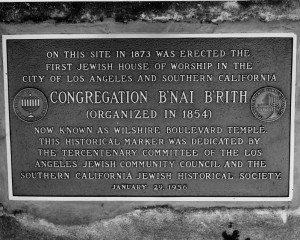 ON THIS SITE IN 1873 WAS ERECTED THE
FIRST JEWISH HOUSE OF WORSHIP IN THE
CITY OF LOS ANGELES AND SOUTHERN CALIFORNIA
CONGREGATION B'NAI B'RITH
(ORGANIZED IN 1854)
NOW KNOWN AS WILSHIRE BOULEVARD TEMPLE.
THIS HISTORICAL MARKER WAS DEDICATED BY
THE TERCENTENARY COMMITTEE OF THE LOS
ANGELES JEWISH COMMUNITY COUNCIL AND THE
SOUTHERN CALIFORNIA JEWISH HISTORICAL SOCIETY
JANUARY 29, 1956